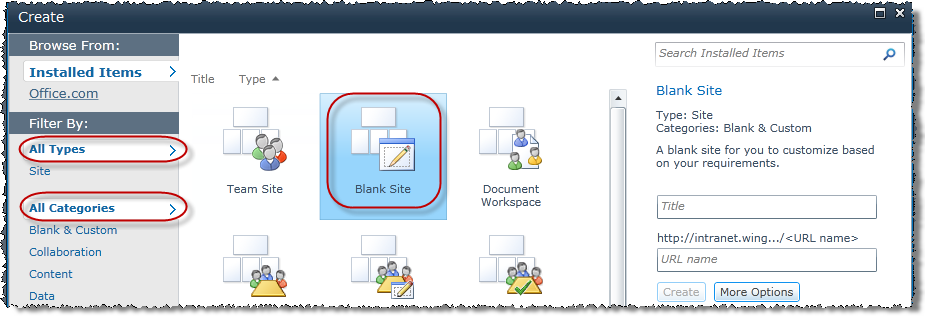 Create
Browse From:
Installed Items
Office.com
Filter By:
All Types
Site
All Categories
Blank & Custom
Collaboration
Content
Data
Title Type
Team Site
Blank Site
Document
Workspace
Search Installed Items
Blank Site
Type: Site
Categories: Blank & Custom
A blank site for you to customize based
on your requirements.
Title
http://intranet.wing.../<URL name>
URL name
Create More Options